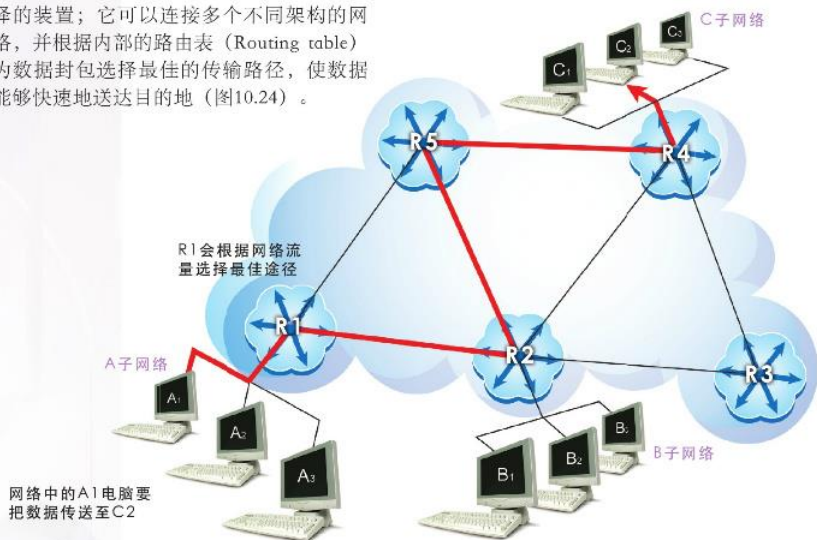 择的装置；它可以连接多个不同架构的网
络，并根据内部的路由表（Routing table）
为数据封包选择最佳的传输路径，使数据
能够快速地送达目的地（图10.24）。
C子网络
C₁
C₂
C₃
R5
R4
R1会根据网络流
量选择最佳途径
R1
R2
R3
A子网络
A₁
A₂
A₃
B₁
B₂
B子网络
网络中的A1电脑要
把数据传送至C2